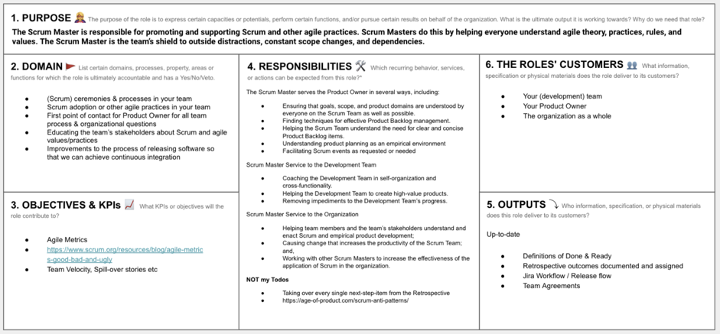 1. PURPOSE The purpose of the role is to express certain capacities or potentials, perform certain functions, and/or pursue certain results on behalf of the organization. What is the ultimate output it is working towards? Why do we need that role?
The Scrum Master is responsible for promoting and supporting Scrum and other agile practices. Scrum Masters do this by helping everyone understand agile theory, practices, rules, and
values. The Scrum Master is the team's shield to outside distractions, constant scope changes, and dependencies.
2. DOMAIN List certain domains, processes, property, areas or
functions for which the role is ultimately accountable and has a Yes/No/Veto.
(Scrum) ceremonies & processes in your team
Scrum adoption or other agile practices in your team
First point of contact for Product Owner for all team
process & organizational questions
Educating the team's stakeholders about Scrum and agile
values/practices
Improvements to the process of releasing software so
that we can achieve continuous integration
3. OBJECTIVES & KPIs What KPIs or objectives will the
role contribute to?
Agile Metrics
https://www.scrum.org/resources/blog/agile-metric
s-good-bad-and-ugly
Team Velocity, Spill-over stories etc
4. RESPONSIBILITIES Which recurring behavior, services,
or actions can be expected from this role?"
The Scrum Master serves the Product Owner in several ways, including:
Ensuring that goals, scope, and product domains are understood by
everyone on the Scrum Team as well as possible.
Finding techniques for effective Product Backlog management.
Helping the Scrum Team understand the need for clear and concise
Product Backlog items.
Understanding product planning as an empirical environment
Facilitating Scrum events as requested or needed
Scrum Master Service to the Development Team
Coaching the Development Team in self-organization and
cross-functionality.
Helping the Development Team to create high-value products.
Removing impediments to the Development Team's progress.
Scrum Master Service to the Organization
Helping team members and the team's stakeholders understand and
enact Scrum and empirical product development;
Causing change that increases the productivity of the Scrum Team;
and,
Working with other Scrum Masters to increase the effectiveness of the
application of Scrum in the organization.
NOT my Todos
Taking over every single next-step-item from the Retrospective
https://age-of-product.com/scrum-anti-patterns/
6. THE ROLES' CUSTOMERS What information,
specification or physical materials does the role deliver to its customers?
Your (development) team
Your Product Owner
The organization as a whole
5. OUTPUTS Who information, specification, or physical materials
does this role deliver to its customers?
Up-to-date
Definitions of Done & Ready
Retrospective outcomes documented and assigned
Jira Workflow / Release flow
Team Agreements